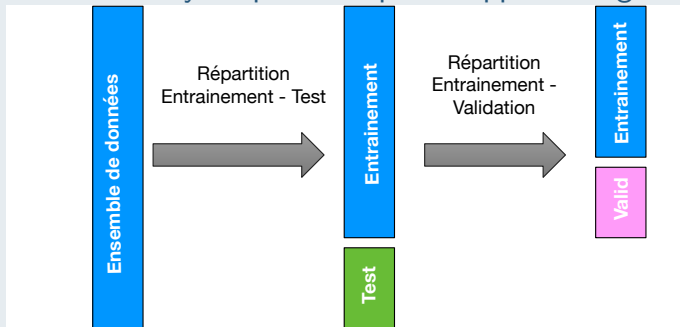 Ensemble de données
Répartition
Entrainement - Test
Entrainement
Test
Répartition
Entrainement -
Validation
Entrainement
Valid